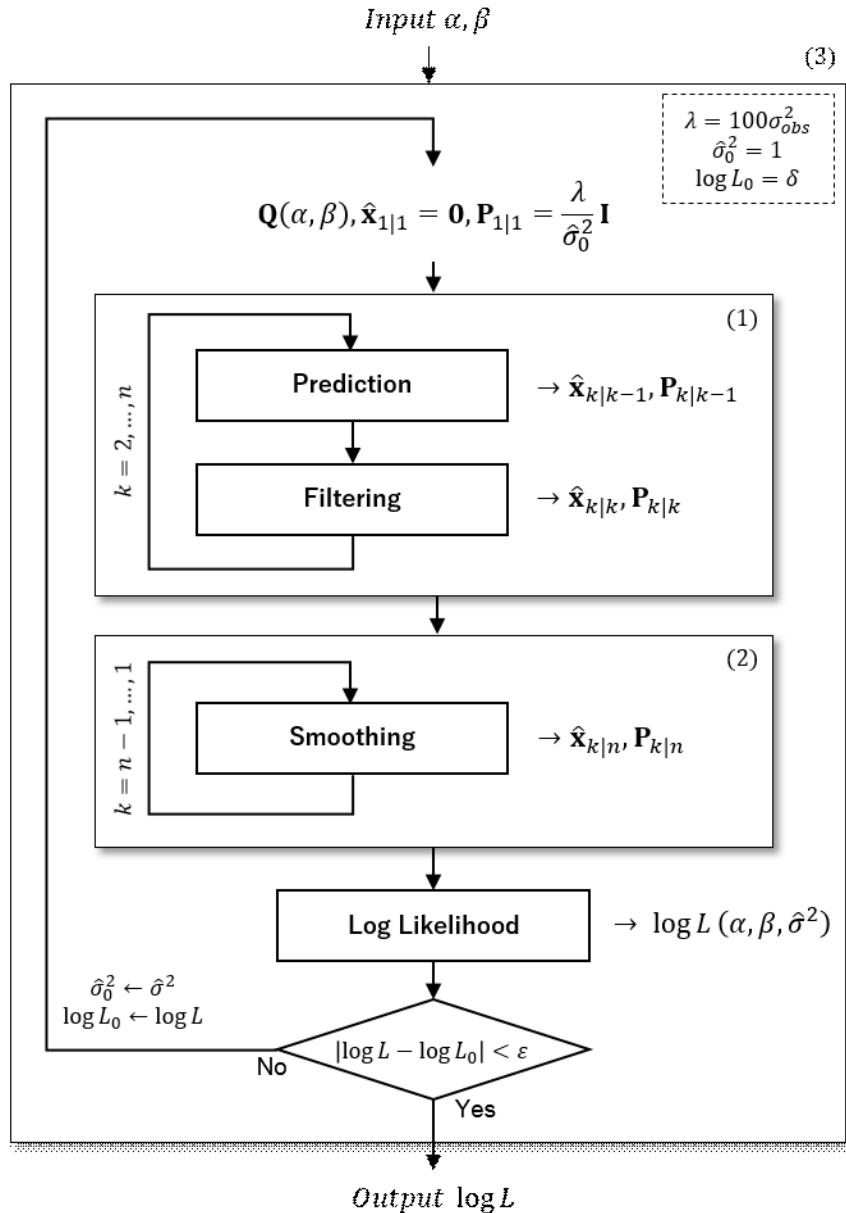 Input α, β
(3)
λ = 100σ²_obs
σ̂²₀ = 1
log L₀ = δ
Q(α, β), x̂₁|₁ = 0, P₁|₁ = λ/σ̂²₀ I
(1)
k = 2, …, n
Prediction → x̂ₖ|ₖ₋₁, Pₖ|ₖ₋₁
Filtering → x̂ₖ|ₖ, Pₖ|ₖ
(2)
k = n − 1, …, 1
Smoothing → x̂ₖ|ₙ, Pₖ|ₙ
Log Likelihood → log L (α, β, σ̂²)
σ̂²₀ ← σ̂²
log L₀ ← log L
|log L − log L₀| < ε
No
Yes
Output log L